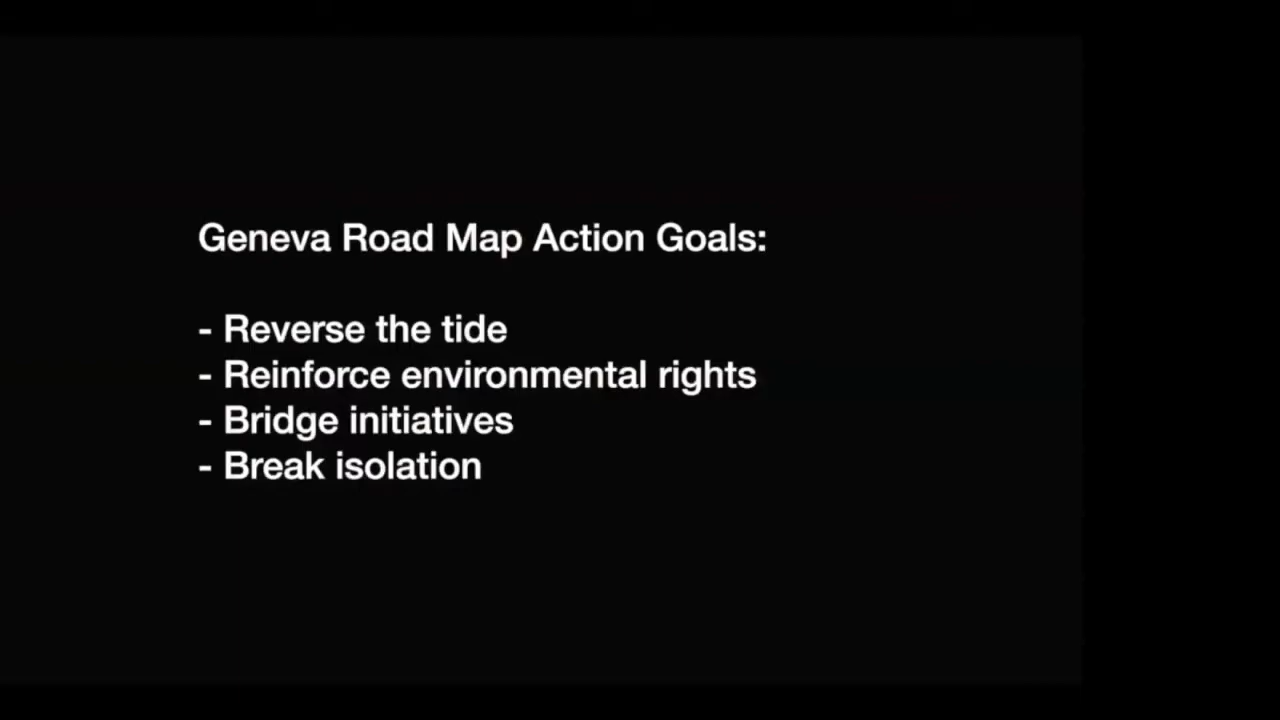 Geneva Road Map Action Goals:
- Reverse the tide
- Reinforce environmental rights
- Bridge initiatives
- Break isolation